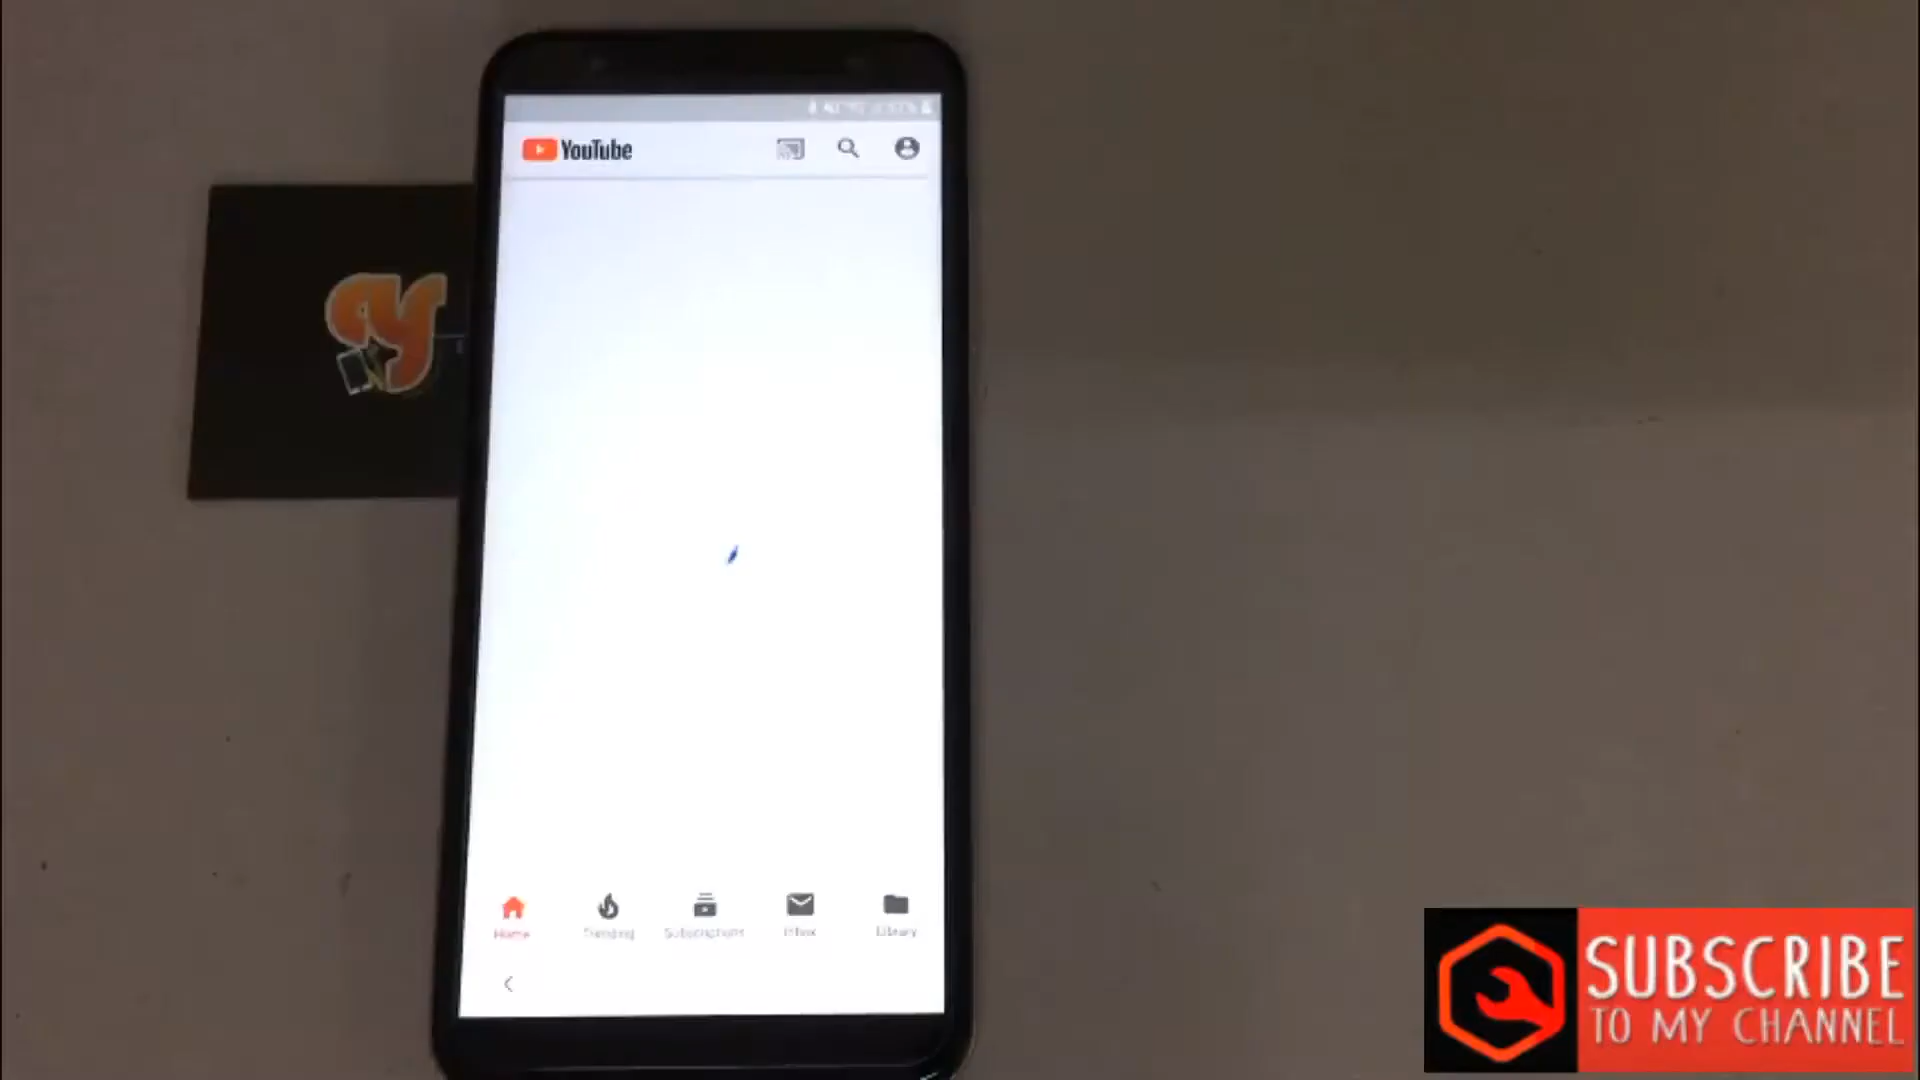 YouTube
Home
Trending
Subscriptions
Inbox
Library
SUBSCRIBE
TO MY CHANNEL